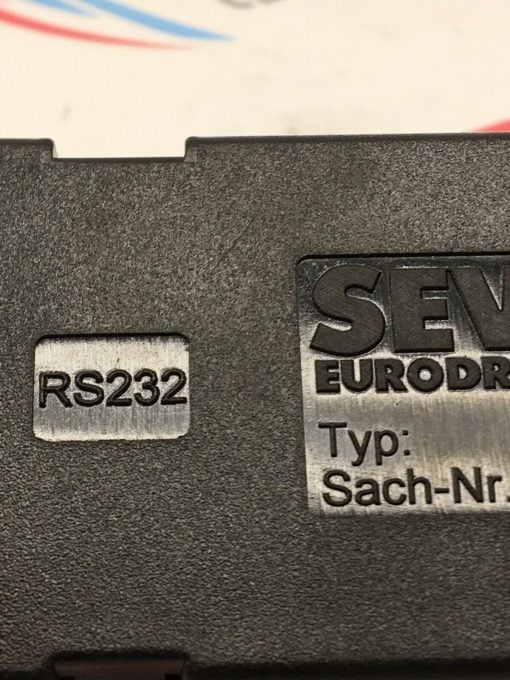 RS232
SEW
EURODR
Typ:
Sach-Nr.